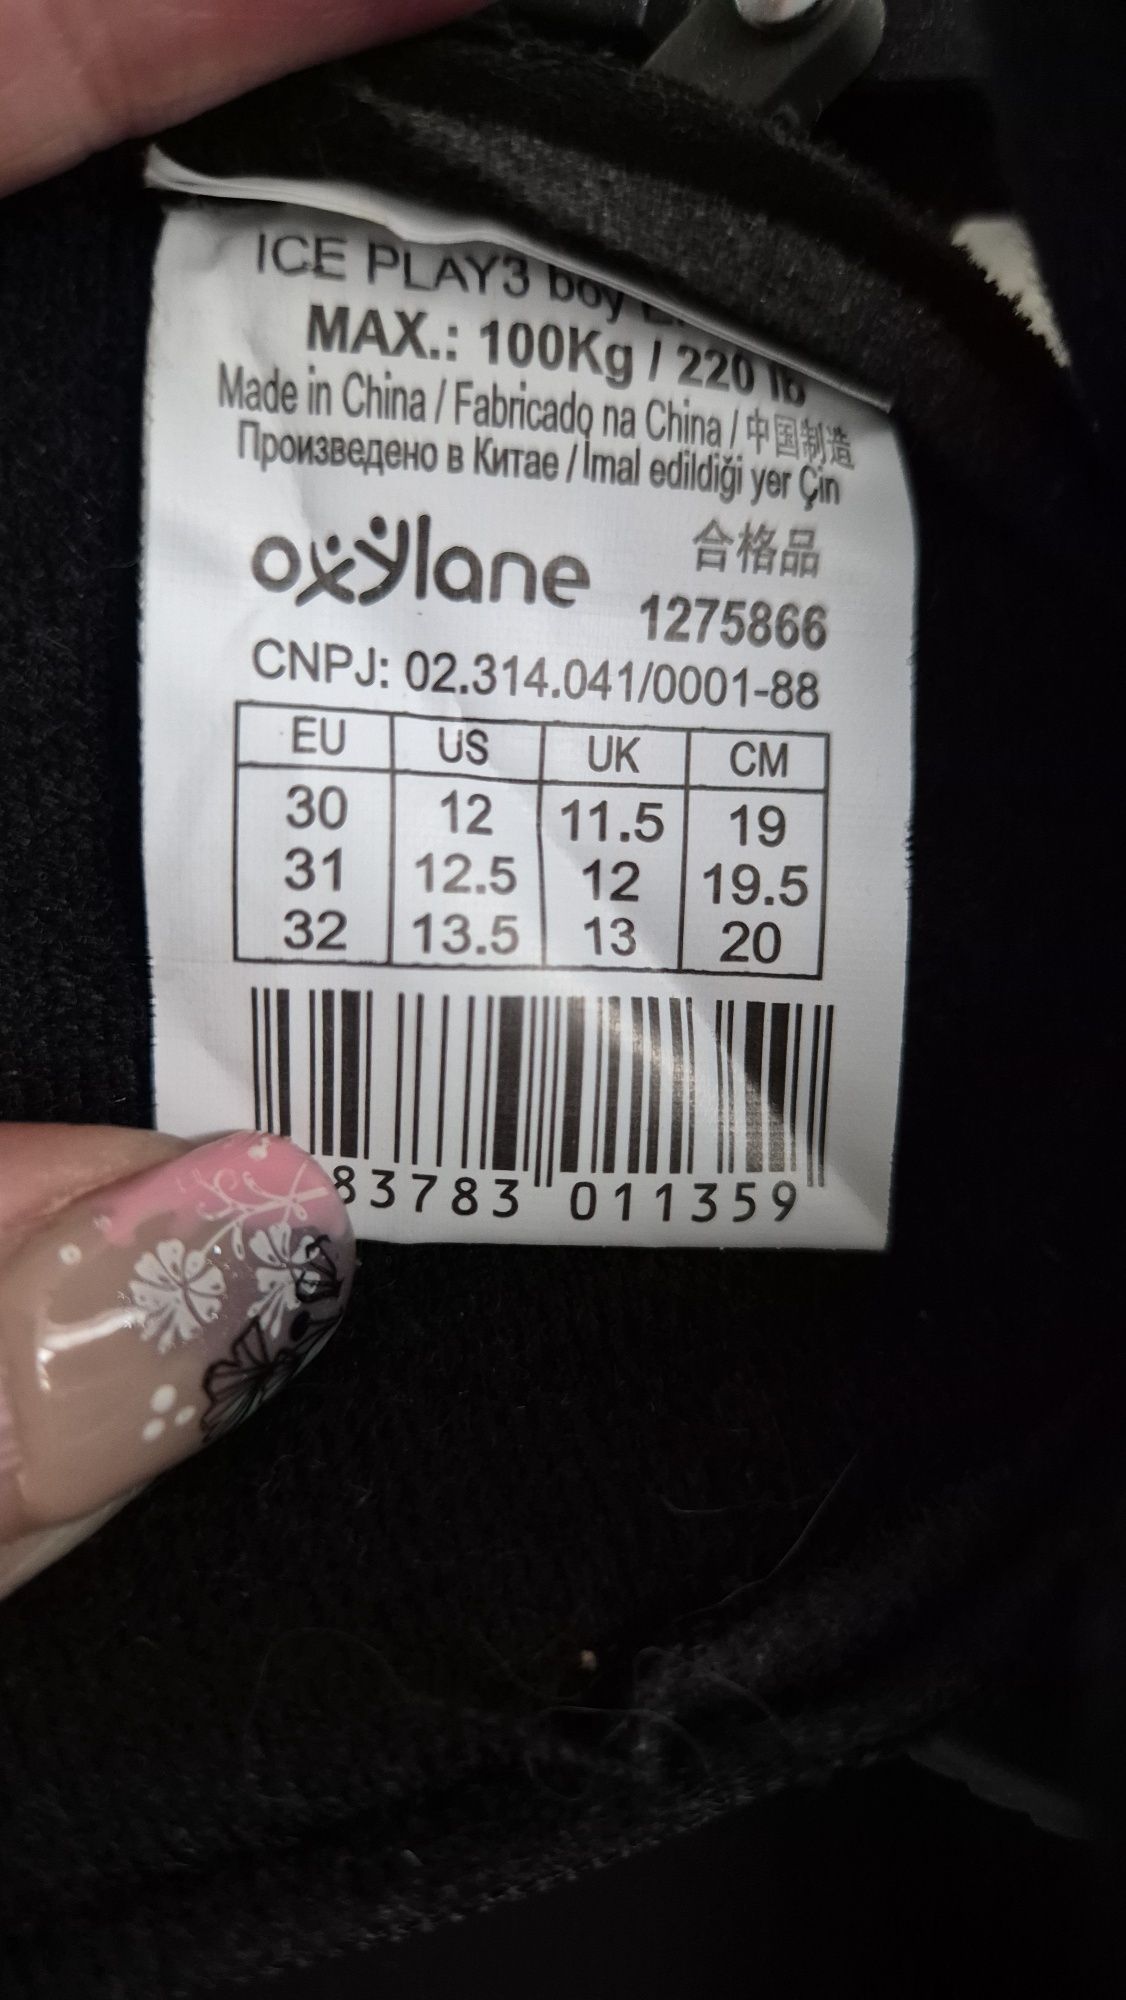 ICE PLAY3 boy
MAX.: 100Kg / 220 lb
Made in China / Fabricado na China / 中国制造
Произведено в Китае / İmal edildiği yer Çin
oxylane
合格品
1275866
CNPJ: 02.314.041/0001-88
EU US UK CM
30 12 11.5 19
31 12.5 12 19.5
32 13.5 13 20
83783 011359